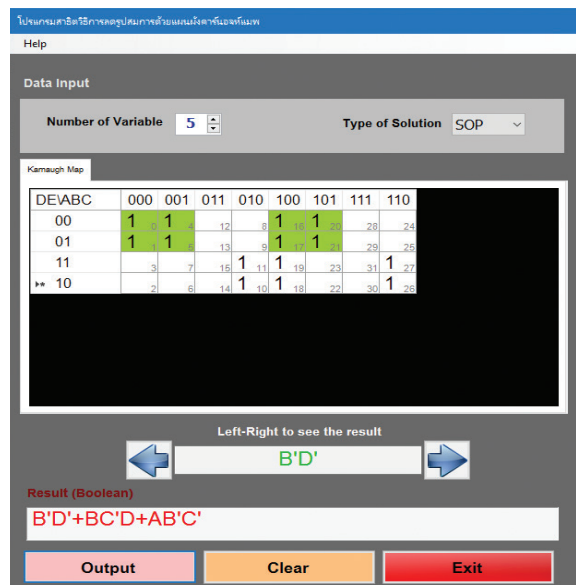 โปรแกรมสาธิตวิธีการลดรูปสมการด้วยแผนผังคาร์นอห์แมพ
Help
Data Input
Number of Variable 5 Type of Solution SOP
Karnaugh Map
DE\ABC 000 001 011 010 100 101 111 110
00 1 0 1 4 12 8 1 16 1 20 28 24
01 1 1 1 5 13 9 1 17 1 21 29 25
11 3 7 15 1 11 1 19 23 31 1 27
10 2 6 14 1 10 1 18 22 30 1 26
Left-Right to see the result
B'D'
Result (Boolean)
B'D'+BC'D+AB'C'
Output Clear Exit